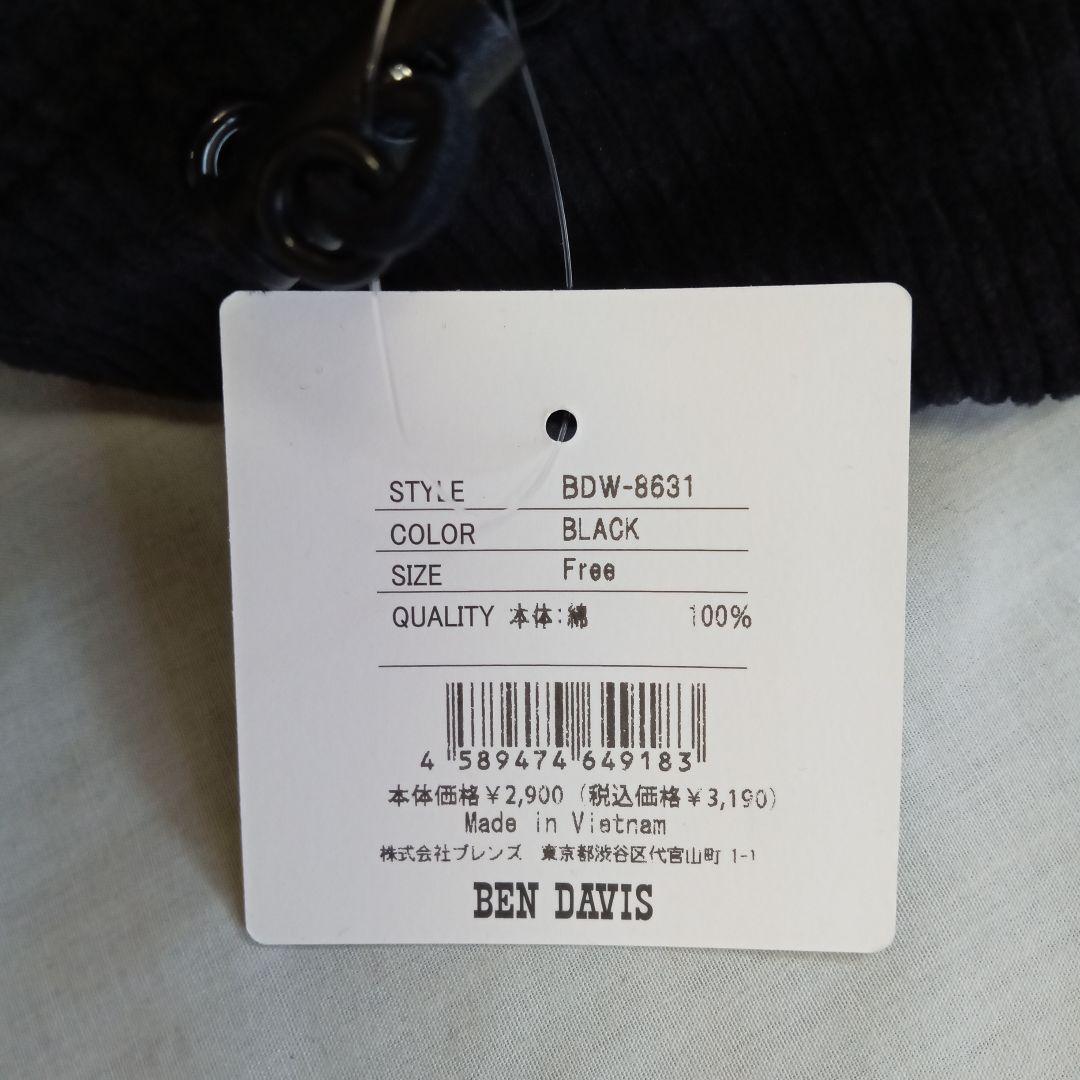 STYLE BDW-8631
COLOR BLACK
SIZE Free
QUALITY 本体:綿 100%
4 589474 649183
本体価格¥2,900(税込価格¥3,190)
Made in Vietnam
株式会社ブレンズ 東京都渋谷区代官山町 1-1
BEN DAVIS